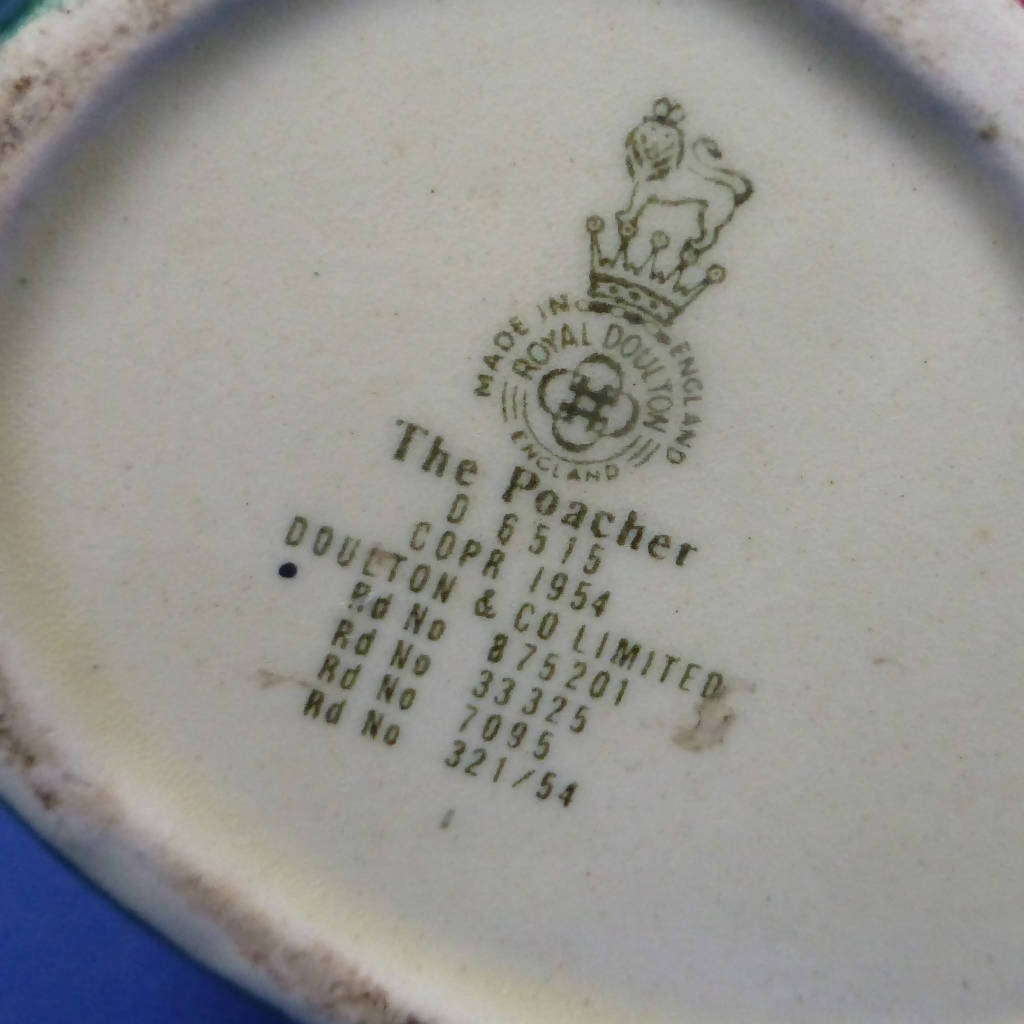 MADE IN ENGLAND
ROYAL DOULTON
ENGLAND
The Poacher
D 6515
COPR 1954
DOULTON & CO LIMITED
Rd No 875201
Rd No 33325
Rd No 7095
Rd No 321/54